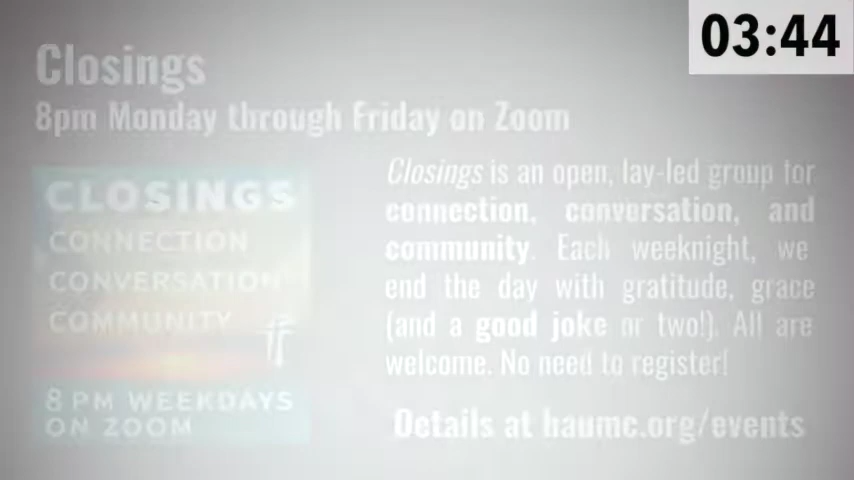 03:44
Closings
8pm Monday through Friday on Zoom
CLOSINGS
CONNECTION
CONVERSATION
COMMUNITY
8 PM WEEKDAYS
ON ZOOM
Closings is an open, lay-led group for
connection, conversation, and
community. Each weeknight, we
end the day with gratitude, grace
(and a good joke or two!). All are
welcome. No need to register!
Details at haumc.org/events